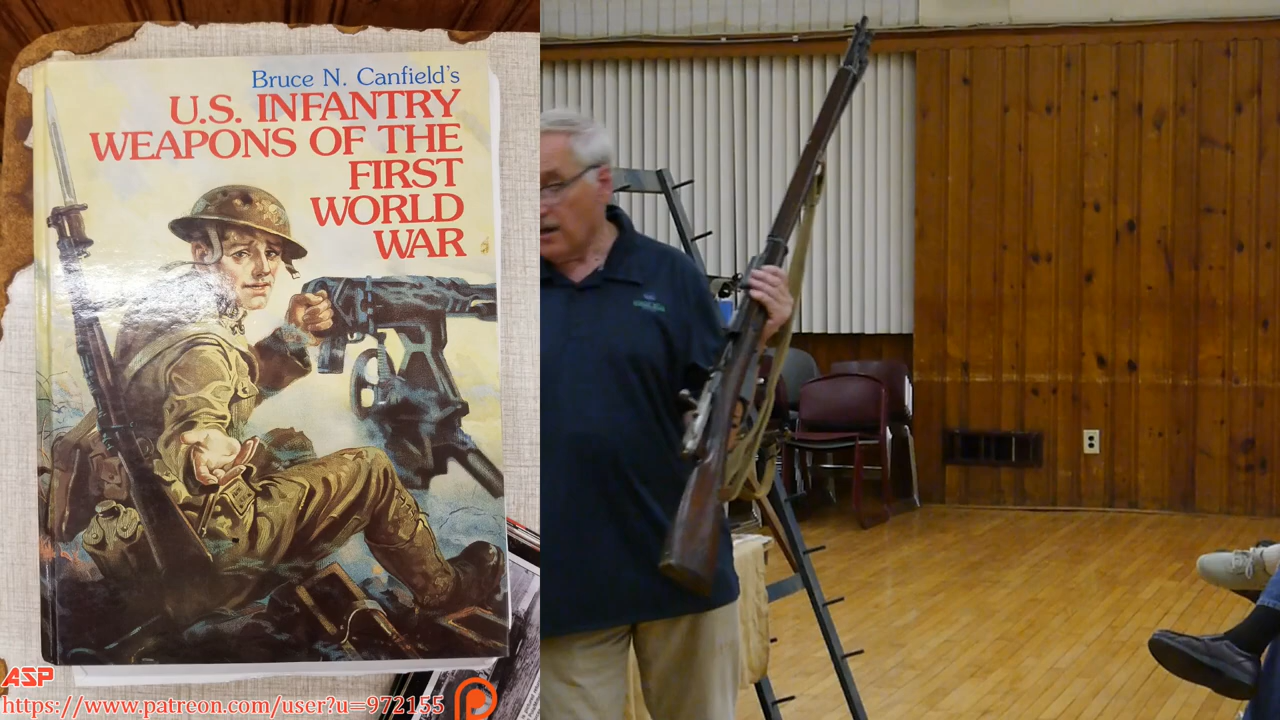 Bruce N. Canfield's
U.S. INFANTRY
WEAPONS OF THE
FIRST
WORLD
WAR
ASP
https://www.patreon.com/user?u=972155